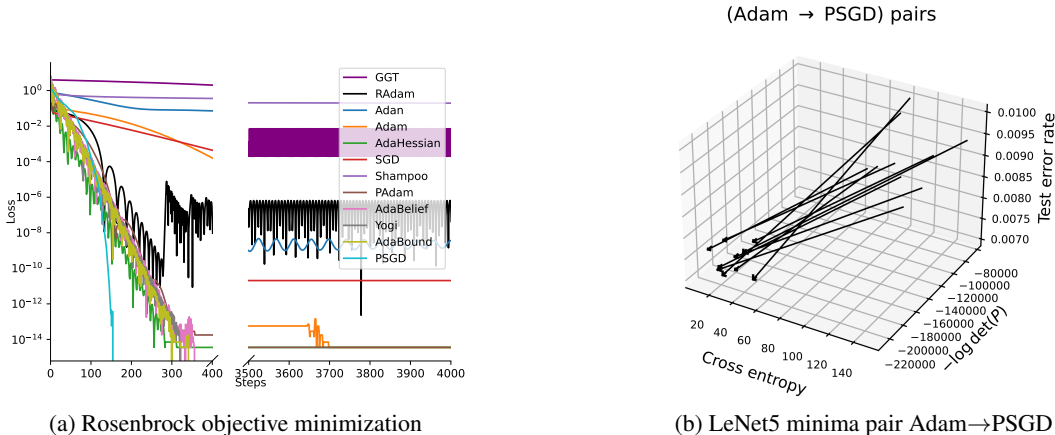 (Adam → PSGD) pairs
10⁰
10⁻²
10⁻⁴
10⁻⁶
10⁻⁸
10⁻¹⁰
10⁻¹²
10⁻¹⁴
Loss
0 100 200 300 400 3500 3600 3700 3800 3900 4000
Steps
GGT
RAdam
Adan
Adam
AdaHessian
SGD
Shampoo
PAdam
AdaBelief
Yogi
AdaBound
PSGD
(a) Rosenbrock objective minimization
0.0100
0.0095
0.0090
0.0085
0.0080
0.0075
0.0070
Test error rate
−80000
−100000
−120000
−140000
−160000
−180000
−200000
−220000
−log det(P)
20 40 60 80 100 120 140
Cross entropy
(b) LeNet5 minima pair Adam→PSGD